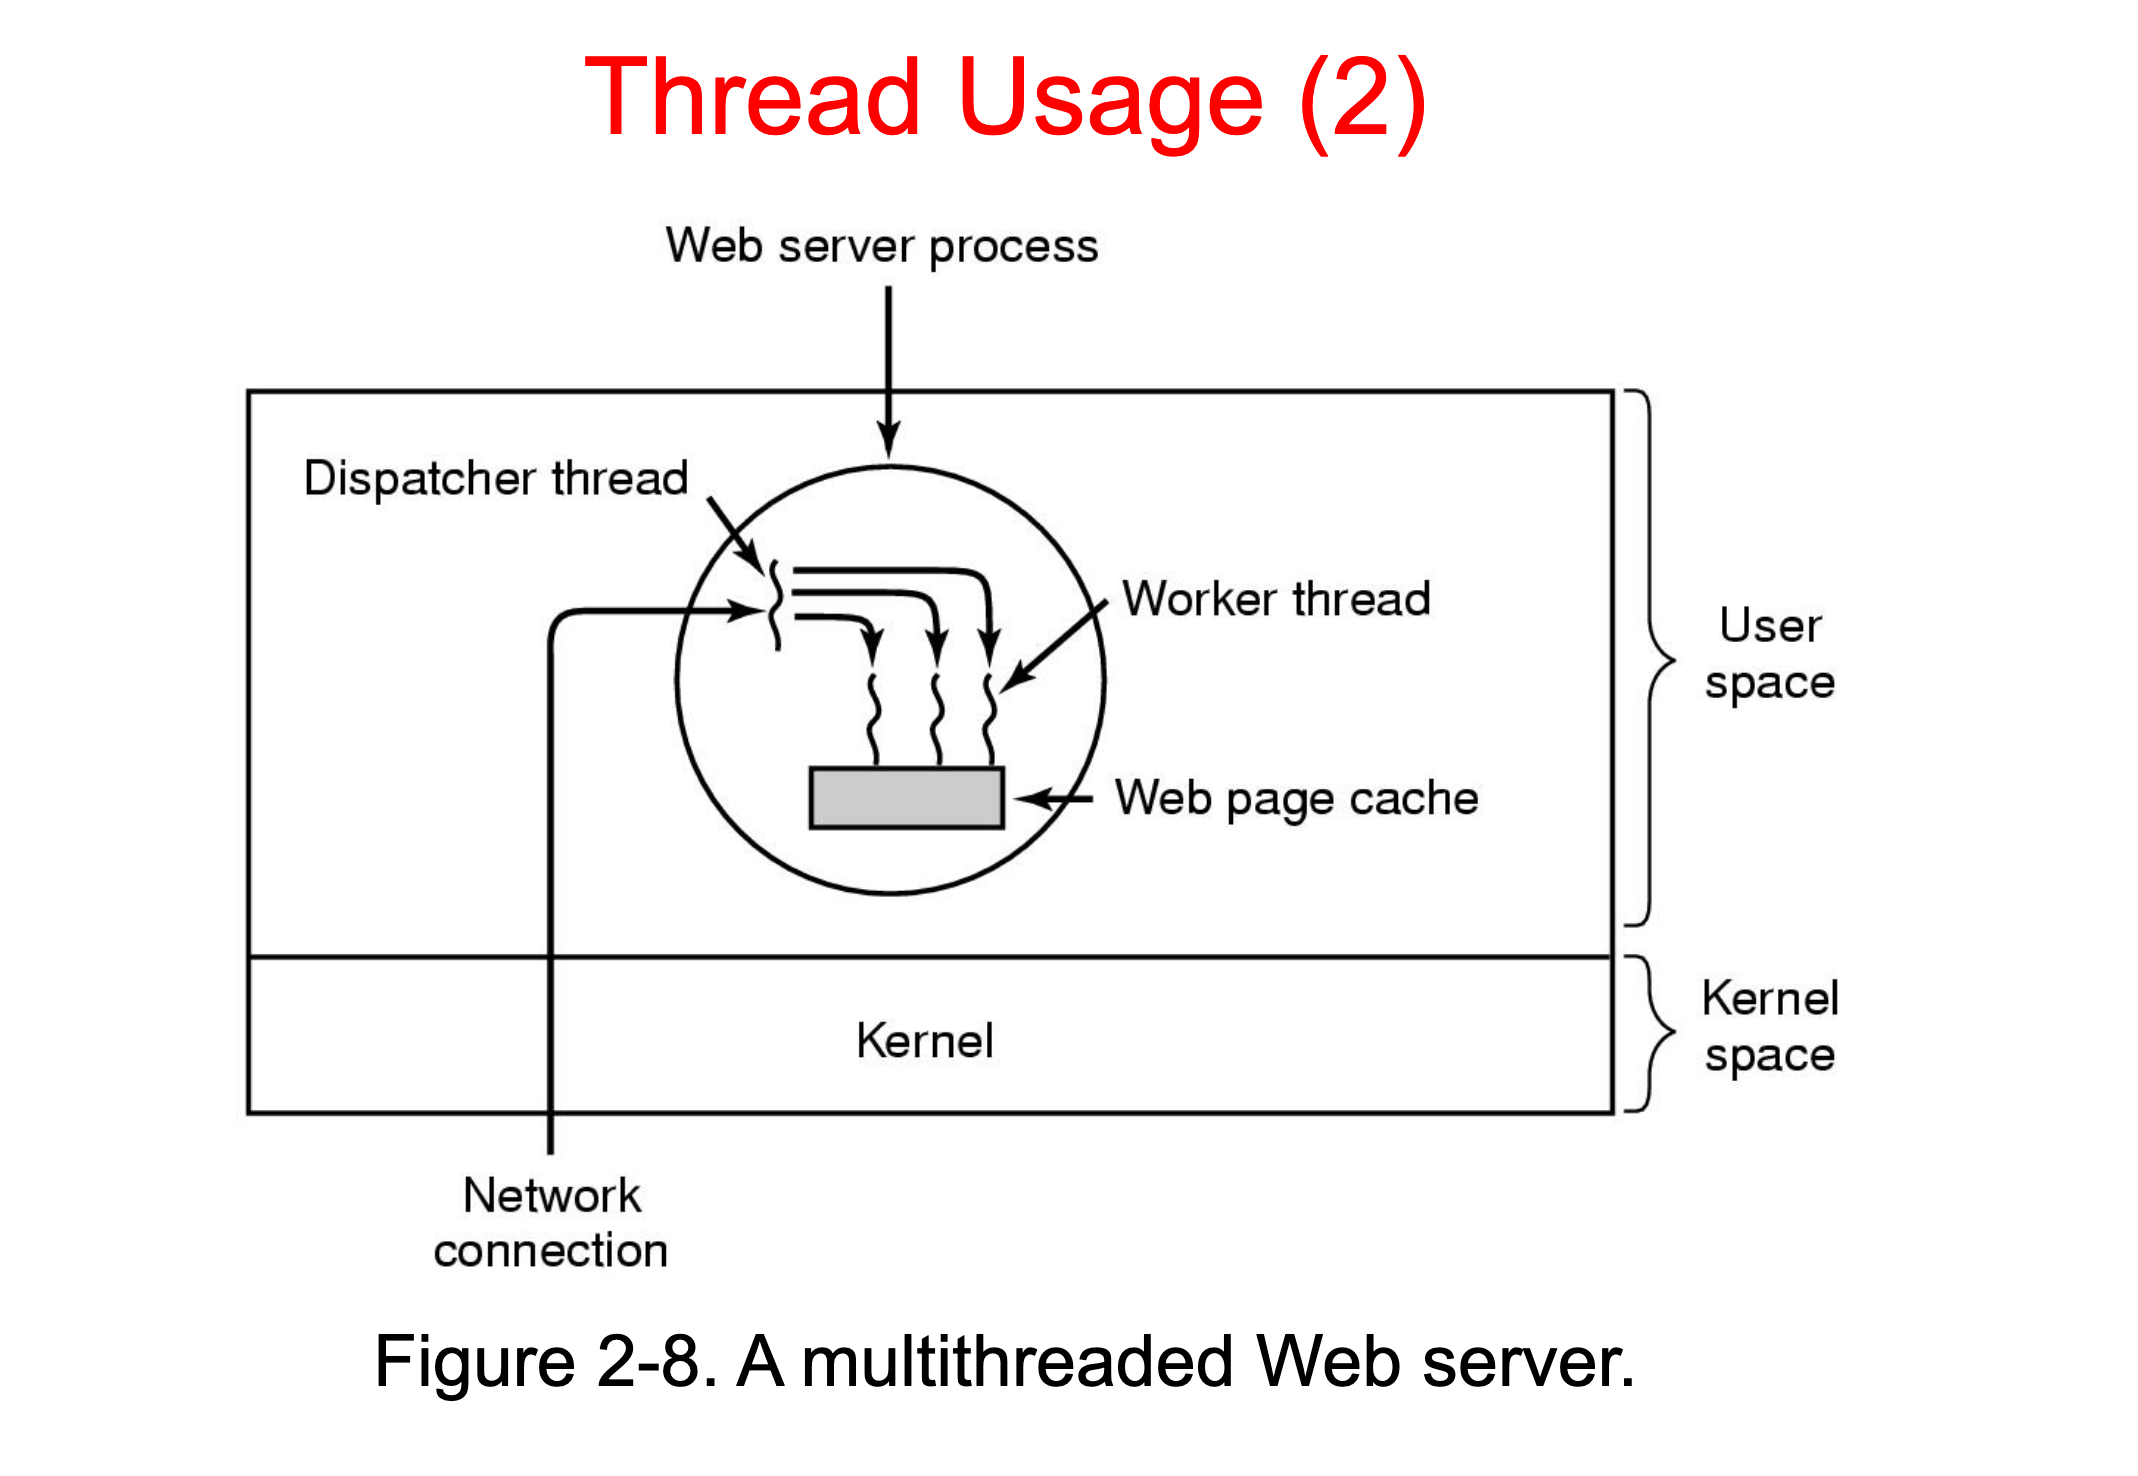 Thread Usage (2)
Web server process
Dispatcher thread
Worker thread
Web page cache
User
space
Kernel
Kernel
space
Network
connection
Figure 2-8. A multithreaded Web server.